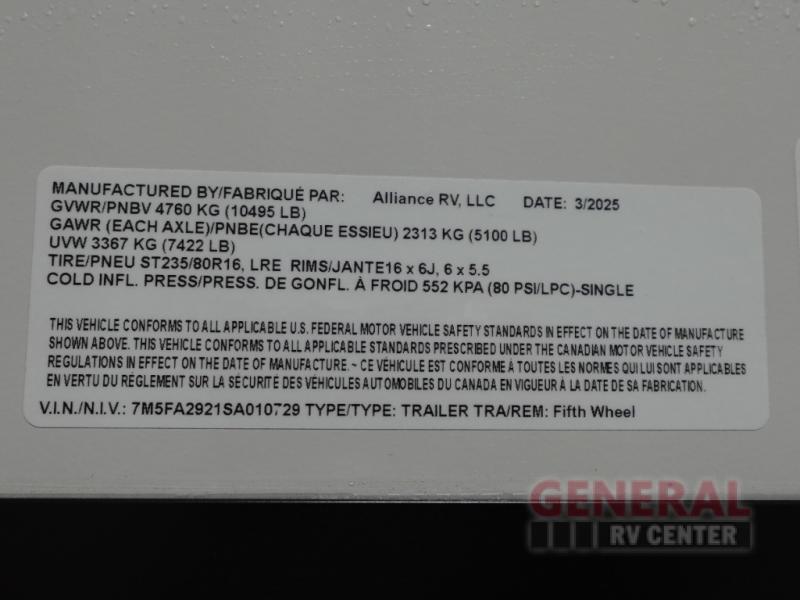 MANUFACTURED BY/FABRIQUÉ PAR: Alliance RV, LLC DATE: 3/2025
GVWR/PNBV 4760 KG (10495 LB)
GAWR (EACH AXLE)/PNBE(CHAQUE ESSIEU) 2313 KG (5100 LB)
UVW 3367 KG (7422 LB)
TIRE/PNEU ST235/80R16, LRE RIMS/JANTE16 x 6J, 6 x 5.5
COLD INFL. PRESS/PRESS. DE GONFL. À FROID 552 KPA (80 PSI/LPC)-SINGLE
THIS VEHICLE CONFORMS TO ALL APPLICABLE U.S. FEDERAL MOTOR VEHICLE SAFETY STANDARDS IN EFFECT ON THE DATE OF MANUFACTURE
SHOWN ABOVE. THIS VEHICLE CONFORMS TO ALL APPLICABLE STANDARDS PRESCRIBED UNDER THE CANADIAN MOTOR VEHICLE SAFETY
REGULATIONS IN EFFECT ON THE DATE OF MANUFACTURE. ~ CE VÉHICULE EST CONFORME À TOUTES LES NORMES QUI LUI SONT APPLICABLES
EN VERTU DU RÉGLEMENT SUR LA SÉCURITÉ DES VÉHICULES AUTOMOBILES DU CANADA EN VIGUEUR À LA DATE DE SA FABRICATION.
V.I.N./N.I.V.: 7M5FA2921SA010729 TYPE/TYPE: TRAILER TRA/REM: Fifth Wheel
GENERAL
RV CENTER